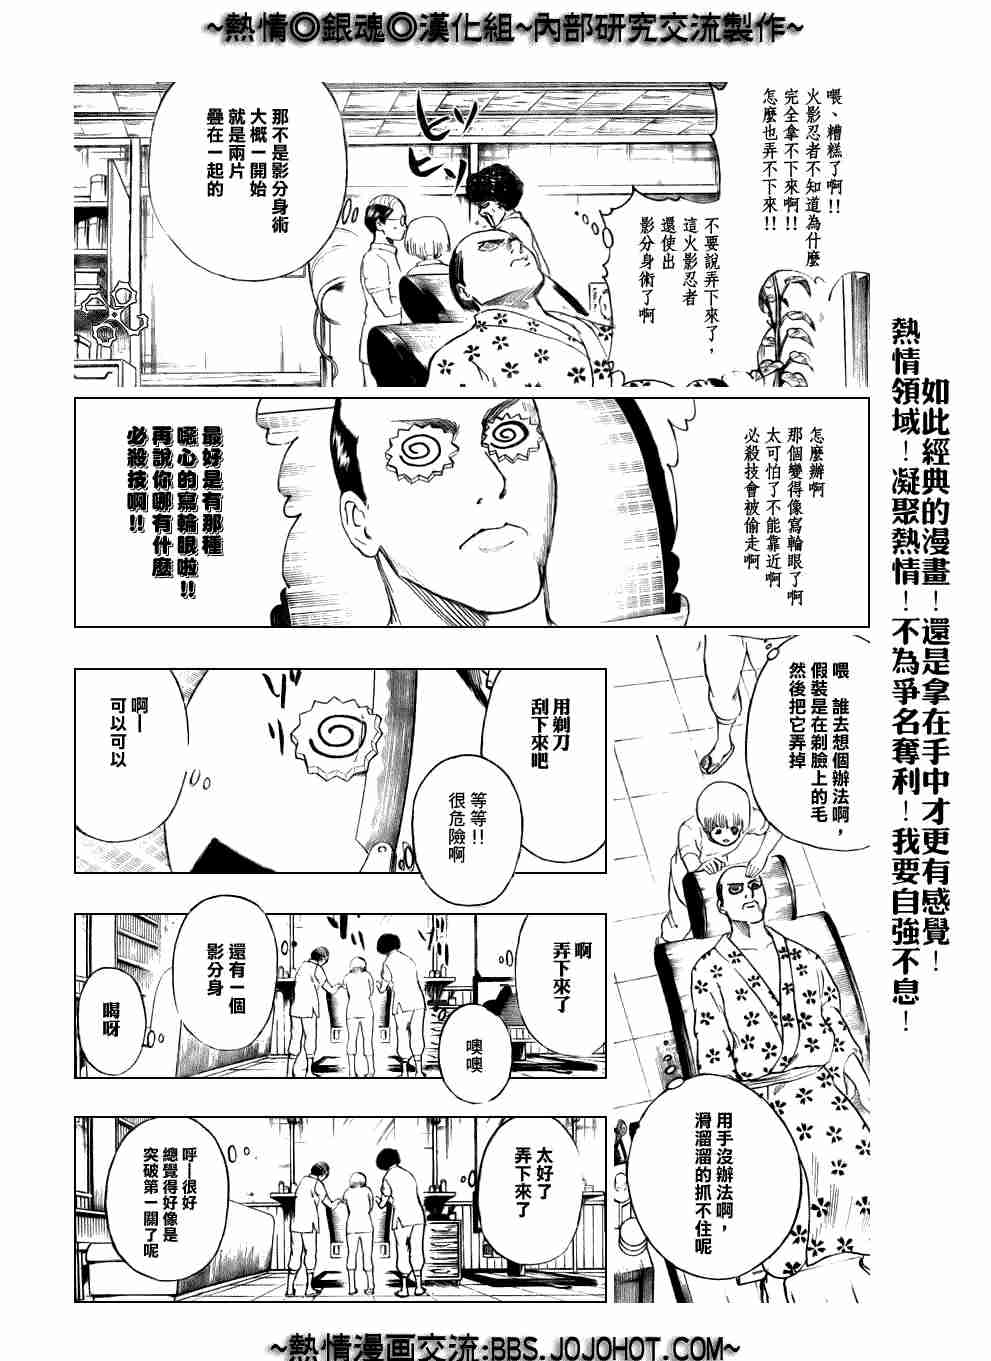 ~熱情◎銀魂◎漢化組~內部研究交流製作~
喂、糟糕了啊!!
火影忍者不知道為什麼
完全拿不下來啊!!
怎麼也弄不下來!!
不要說弄下來了，
這火影忍者
還使出
影分身術了啊
ヒソ
ヒソ
那不是影分身術
大概一開始
就是兩片
疊在一起的
怎麼辦啊
那個變得像寫輪眼了啊
太可怕了不能靠近啊
必殺技會被偷走啊
最好是有那種
噁心的寫輪眼啦!!
再說你哪有什麼
必殺技啊!!
喂 誰去想個辦法啊，
假裝是在剃臉上的毛
然後把它弄掉
用手沒辦法啊，
滑溜溜的抓不住呢
用剃刀
刮下來吧
等等!!
很危險啊
啊—
可以可以
啊
弄下來了
噢噢
還有一個
影分身
喝呀
太好了
弄下來了
呼—很好
總覺得好像是
突破第一關了呢
如此經典的漫畫！還是拿在手中才更有感覺！
熱情領域！凝聚熱情！不為爭名奪利！我要自強不息！
~熱情漫画交流:BBS.JOJOHOT.COM~